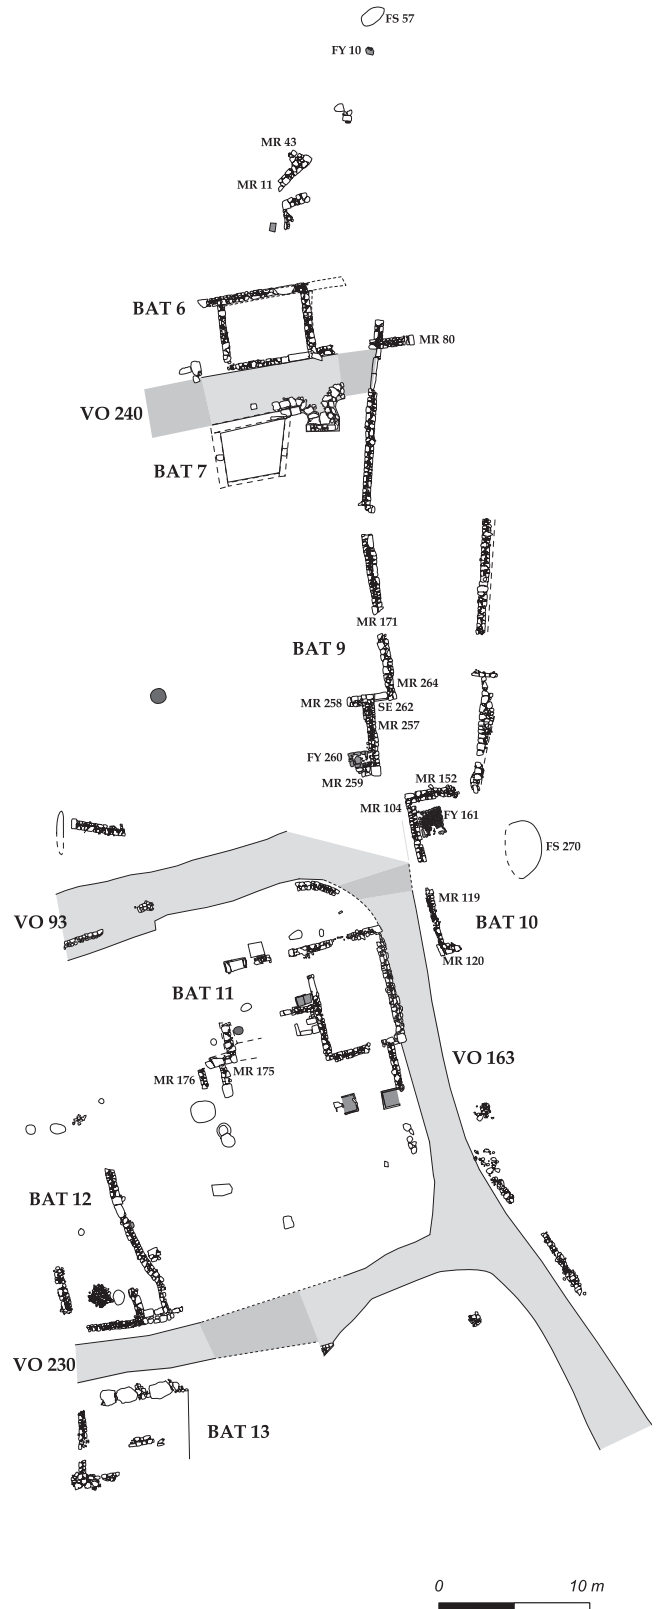 FS 57
FY 10
MR 43
MR 11
BAT 6
MR 80
VO 240
BAT 7
MR 171
BAT 9
MR 264
MR 258
SE 262
MR 257
FY 260
MR 259
MR 152
MR 104
FY 161
FS 270
MR 119
VO 93
BAT 10
MR 120
BAT 11
VO 163
MR 175
MR 176
BAT 12
VO 230
BAT 13
0 10 m